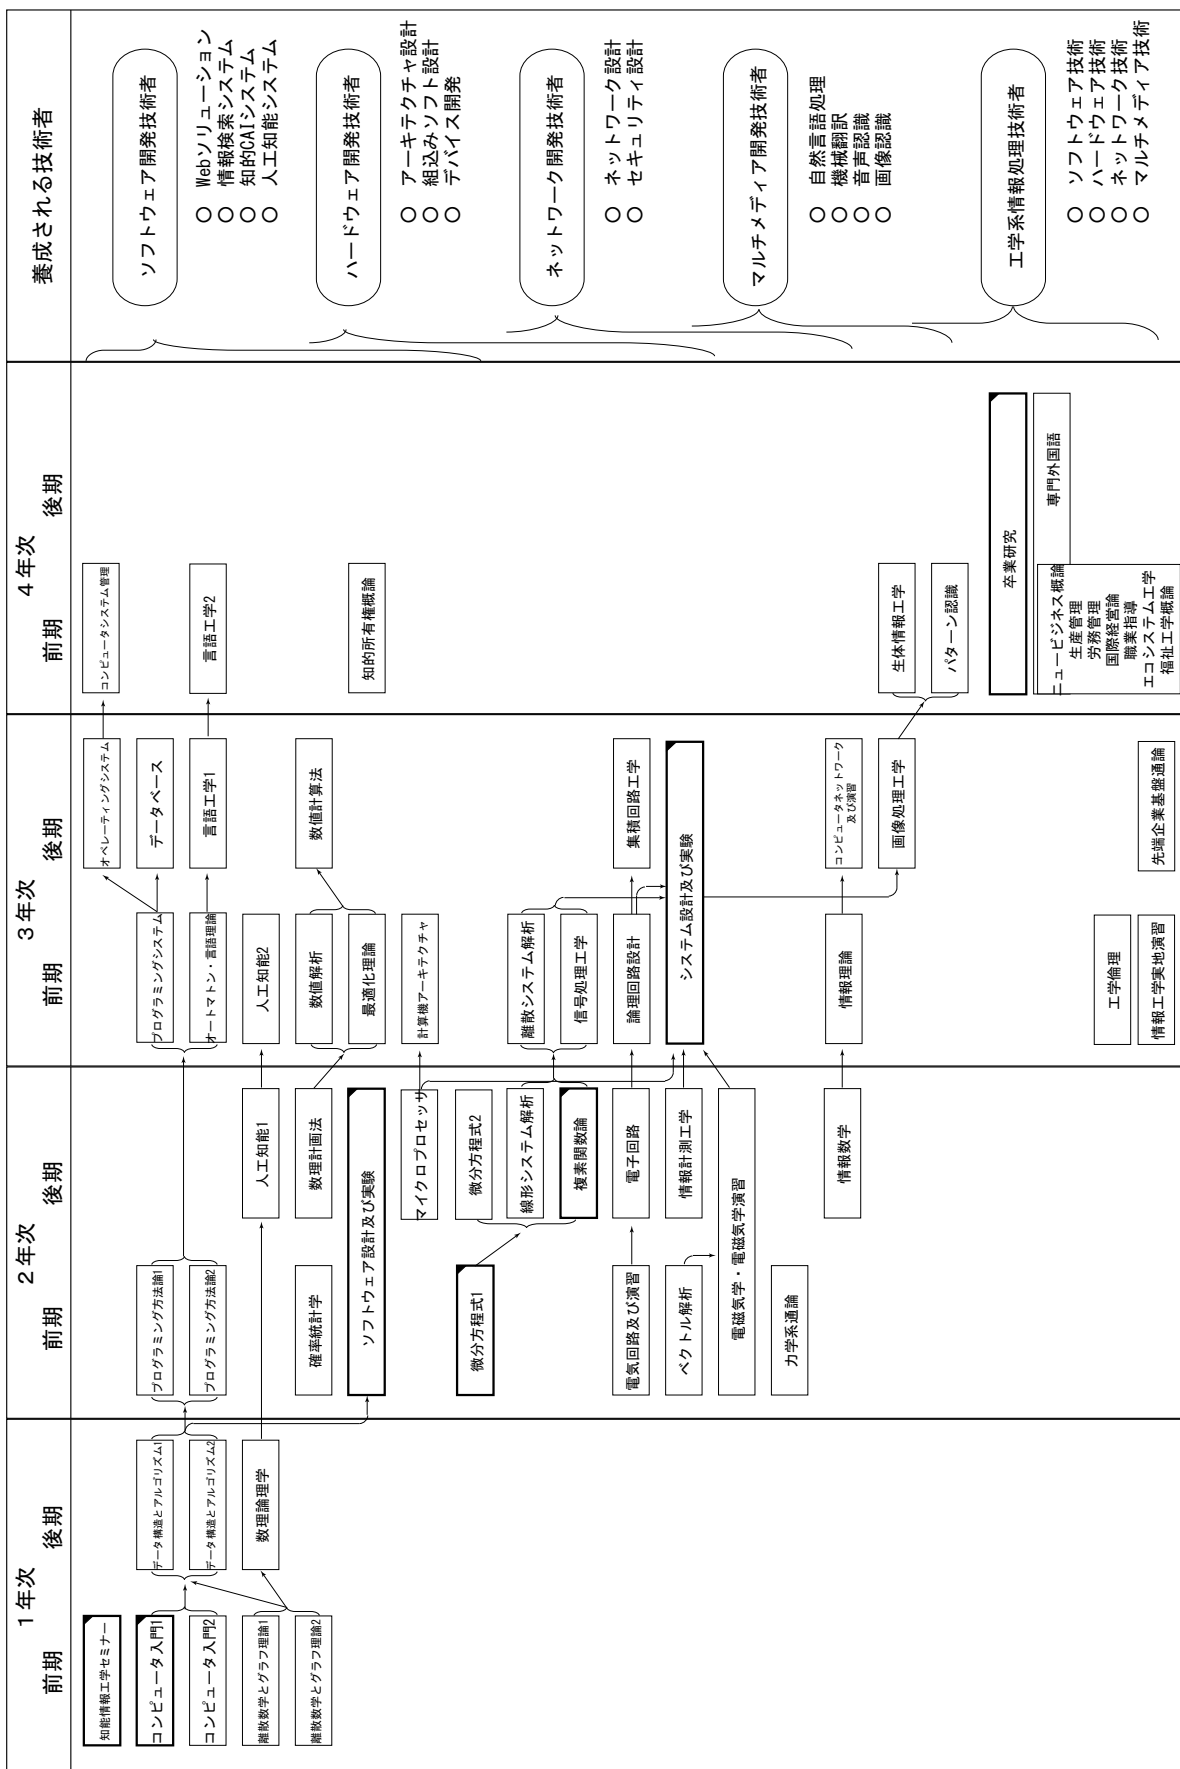 1年次
前期
後期
2年次
前期
後期
3年次
前期
後期
4年次
前期
後期
養成される技術者
知能情報工学セミナー
コンピュータ入門1
コンピュータ入門2
離散数学とグラフ理論1
離散数学とグラフ理論2
データ構造とアルゴリズム1
データ構造とアルゴリズム2
数理論理学
プログラミング方法論1
プログラミング方法論2
確率統計学
ソフトウェア設計及び実験
微分方程式1
電気回路及び演習
ベクトル解析
電磁気学・電磁気学演習
力学系通論
人工知能1
数理計画法
マイクロプロセッサ
微分方程式2
線形システム解析
複素関数論
電子回路
情報計測工学
情報数学
プログラミングシステム
オートマトン・言語理論
人工知能2
数値解析
最適化理論
計算機アーキテクチャ
離散システム解析
信号処理工学
論理回路設計
システム設計及び実験
情報理論
工学倫理
情報工学実地演習
オペレーティングシステム
データベース
言語工学1
数値計算法
集積回路工学
コンピュータネットワーク
及び演習
画像処理工学
先端企業基盤通論
コンピュータシステム管理
言語工学2
知的所有権概論
生体情報工学
パターン認識
卒業研究
専門外国語
ニュービジネス概論
生産管理
労務管理
国際経営論
職業指導
エコシステム工学
福祉工学概論
ソフトウェア開発技術者
○ Webソリューション
○ 情報検索システム
○ 知的CAIシステム
○ 人工知能システム
ハードウェア開発技術者
○ アーキテクチャ設計
○ 組込みソフト設計
○ デバイス開発
ネットワーク開発技術者
○ ネットワーク設計
○ セキュリティ設計
マルチメディア開発技術者
○ 自然言語処理
○ 機械翻訳
○ 音声認識
○ 画像認識
工学系情報処理技術者
○ ソフトウェア技術
○ ハードウェア技術
○ ネットワーク技術
○ マルチメディア技術